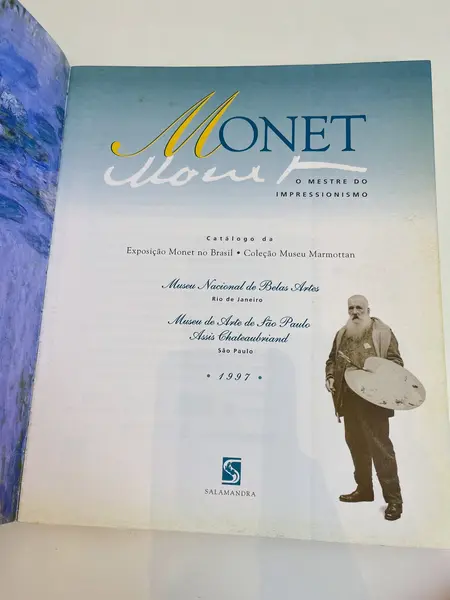 MONET
Monet
O MESTRE DO
IMPRESSIONISMO
Catálogo da
Exposição Monet no Brasil • Coleção Museu Marmottan
Museu Nacional de Belas Artes
Rio de Janeiro
Museu de Arte de São Paulo
Assis Chateaubriand
São Paulo
• 1997 •
SALAMANDRA